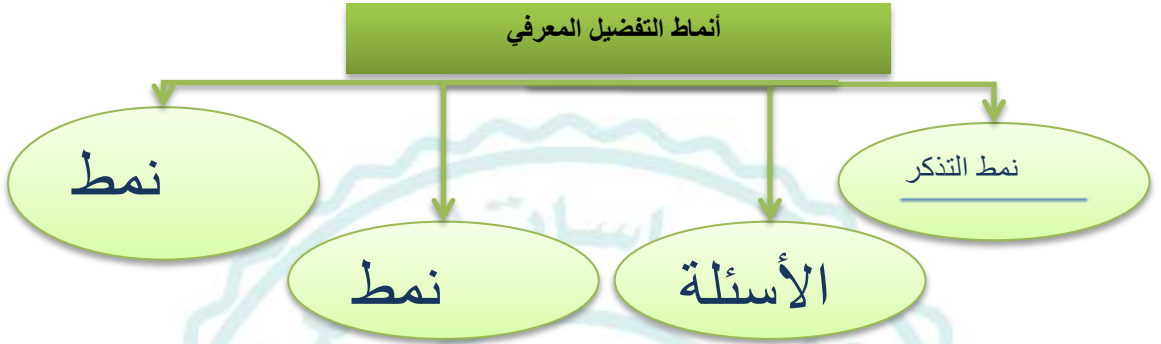 أنماط التفضيل المعرفي
نمط التذكر
الأسئلة
نمط
نمط